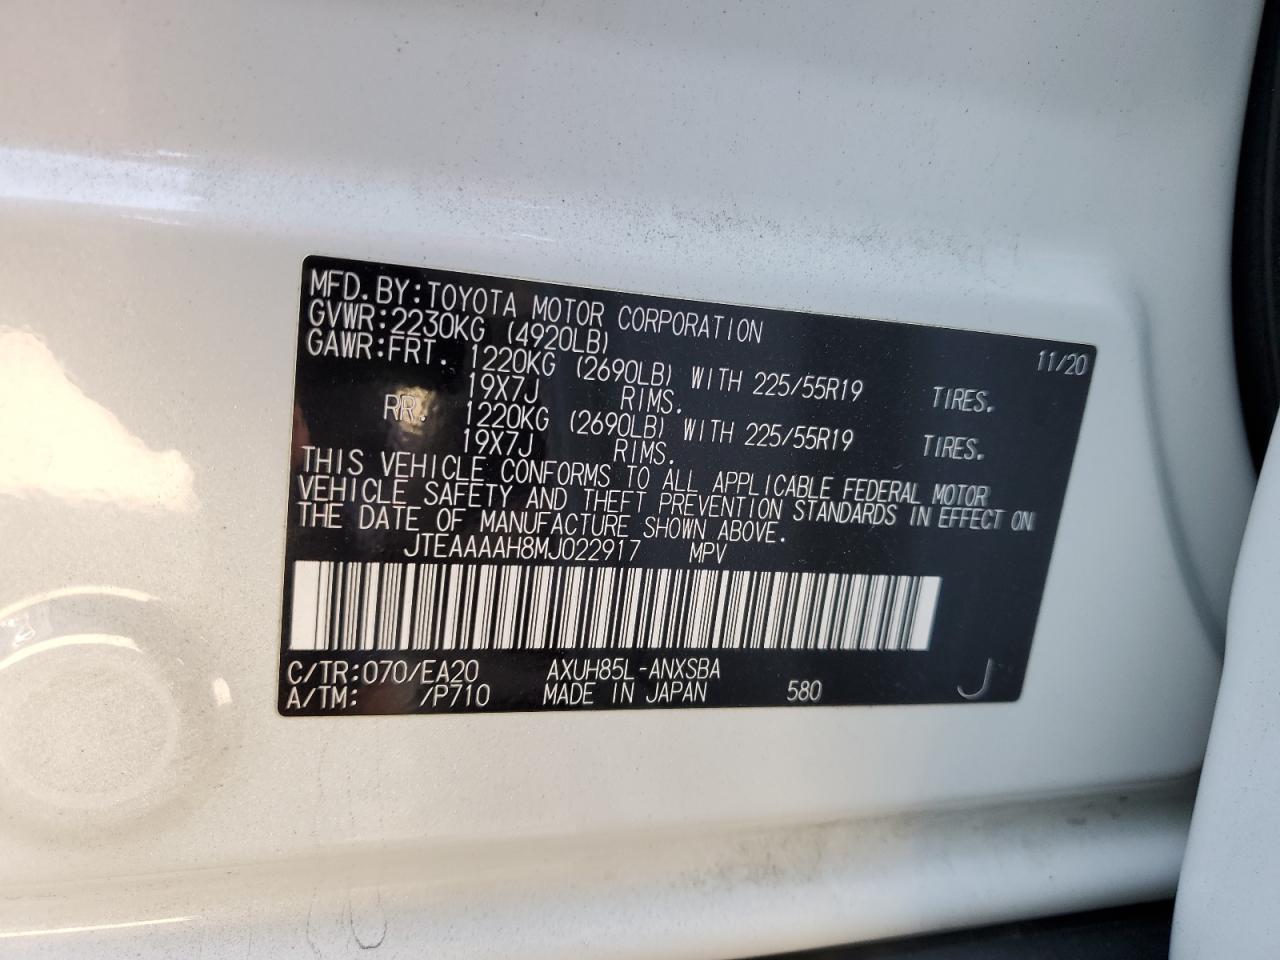 MFD. BY: TOYOTA MOTOR CORPORATION 11/20
GVWR: 2230KG (4920LB)
GAWR: FRT. 1220KG (2690LB) WITH 225/55R19 TIRES.
19X7J RIMS.
RR. 1220KG (2690LB) WITH 225/55R19 TIRES.
19X7J RIMS.
THIS VEHICLE CONFORMS TO ALL APPLICABLE FEDERAL MOTOR
VEHICLE SAFETY AND THEFT PREVENTION STANDARDS IN EFFECT ON
THE DATE OF MANUFACTURE SHOWN ABOVE.
JTEAAAAH8MJ022917 MPV
C/TR:070/EA20 AXUH85L-ANXSBA
A/TM: /P710 MADE IN JAPAN 580 J